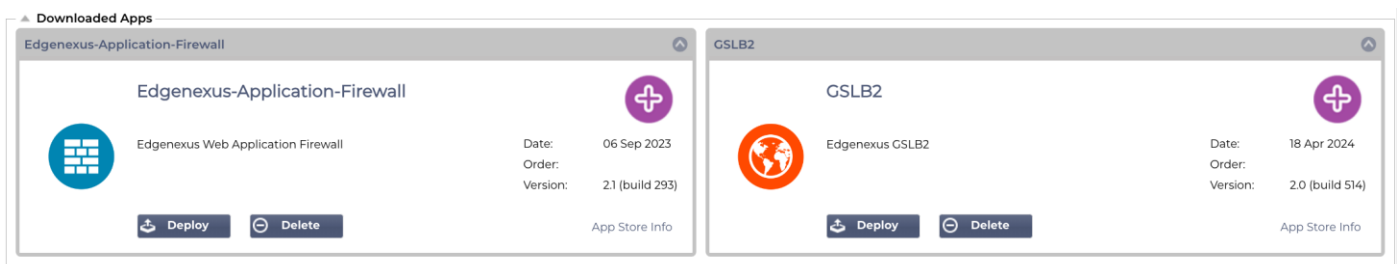 Downloaded Apps
Edgenexus-Application-Firewall
Edgenexus-Application-Firewall
Edgenexus Web Application Firewall
Date: 06 Sep 2023
Order:
Version: 2.1 (build 293)
Deploy Delete App Store Info
GSLB2
GSLB2
Edgenexus GSLB2
Date: 18 Apr 2024
Order:
Version: 2.0 (build 514)
Deploy Delete App Store Info